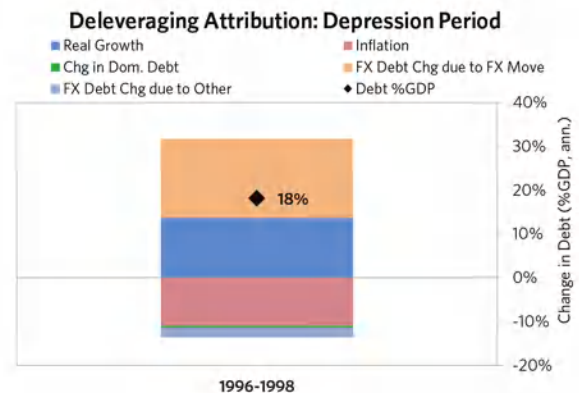 Deleveraging Attribution: Depression Period
Real Growth
Inflation
Chg in Dom. Debt
FX Debt Chg due to FX Move
FX Debt Chg due to Other
Debt %GDP
40%
30%
20%
10%
0%
-10%
-20%
Change in Debt (%GDP, ann.)
18%
1996-1998